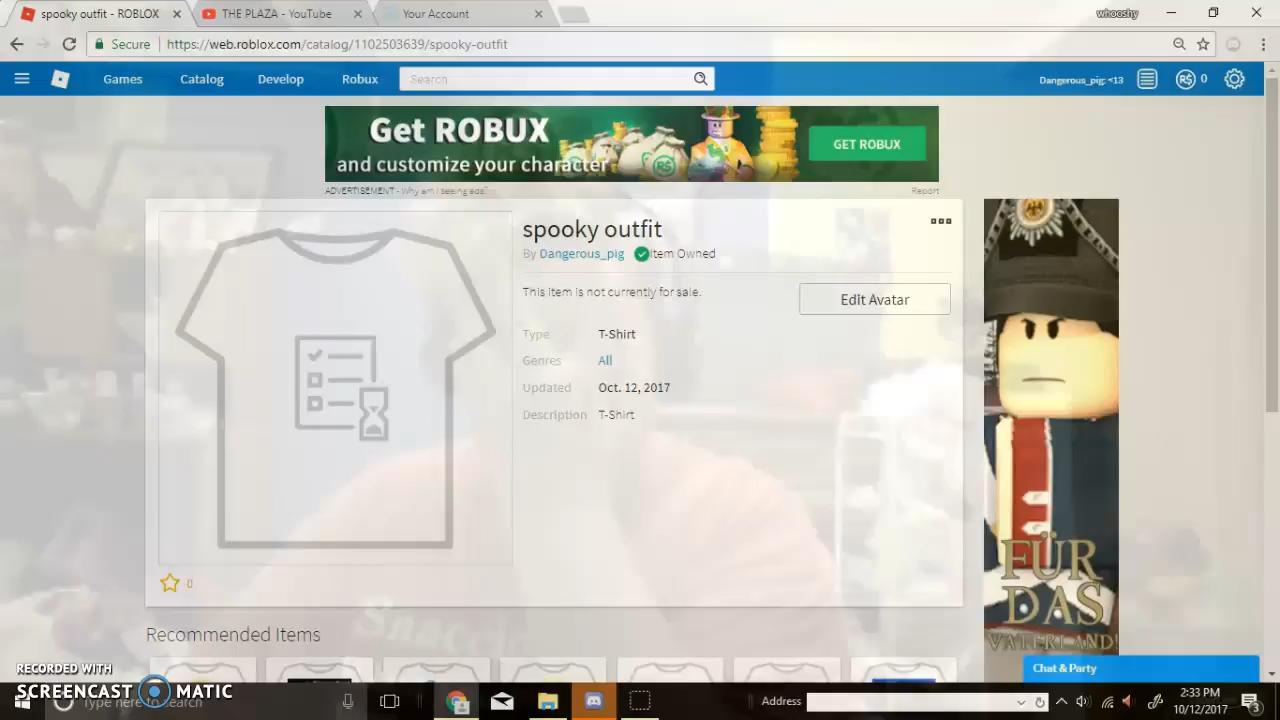 spooky outfit - ROBLOX
THE PLAZA - YouTube
Your Account
whooshy
Secure
https://web.roblox.com/catalog/1102503639/spooky-outfit
Games
Catalog
Develop
Robux
Search
Dangerous_pig: <13
R$ 0
Get ROBUX
and customize your character
GET ROBUX
ADVERTISEMENT - Why am I seeing ads?
Report
spooky outfit
By Dangerous_pig Item Owned
This item is not currently for sale.
Edit Avatar
Type T-Shirt
Genres All
Updated Oct. 12, 2017
Description T-Shirt
0
FÜR
DAS
VATERLAND!
Recommended Items
Chat & Party
RECORDED WITH
SCREENCAST MATIC
Type here to search
Address
2:33 PM
10/12/2017
3